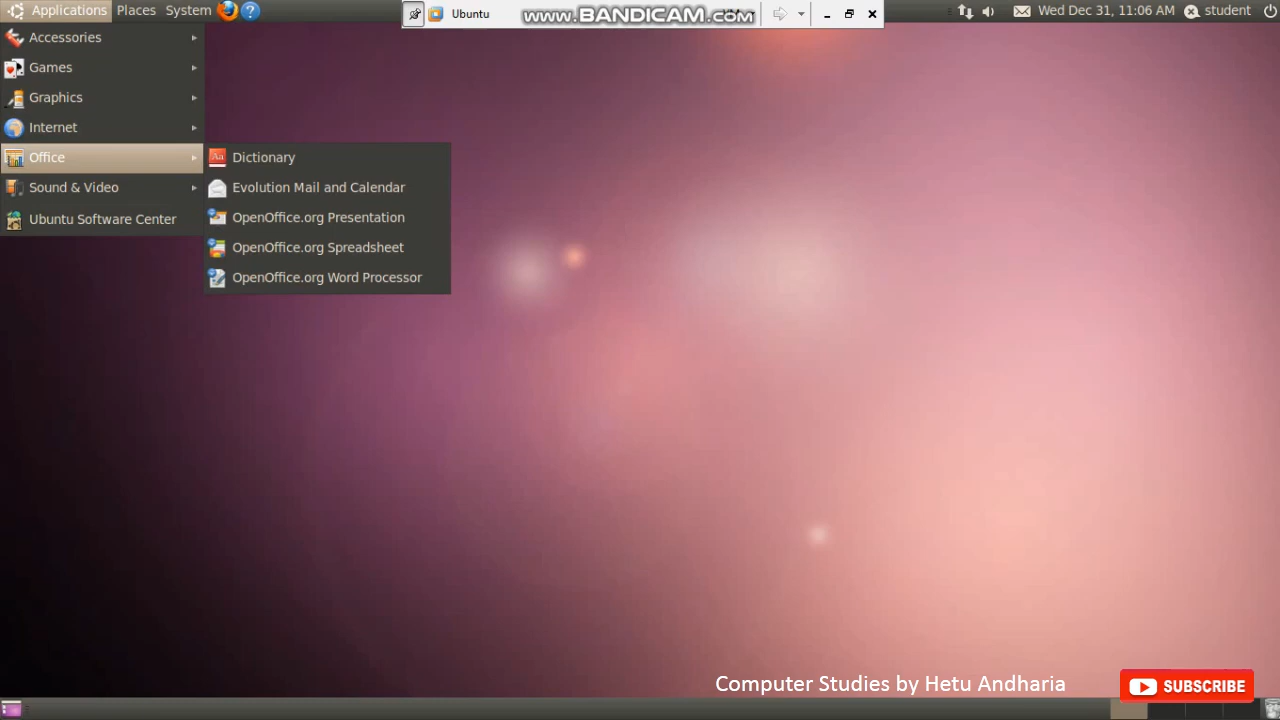 Applications Places System
Ubuntu
www.BANDICAM.com
Wed Dec 31, 11:06 AM student
Accessories
Games
Graphics
Internet
Office
Sound & Video
Ubuntu Software Center
Dictionary
Evolution Mail and Calendar
OpenOffice.org Presentation
OpenOffice.org Spreadsheet
OpenOffice.org Word Processor
Computer Studies by Hetu Andharia
SUBSCRIBE